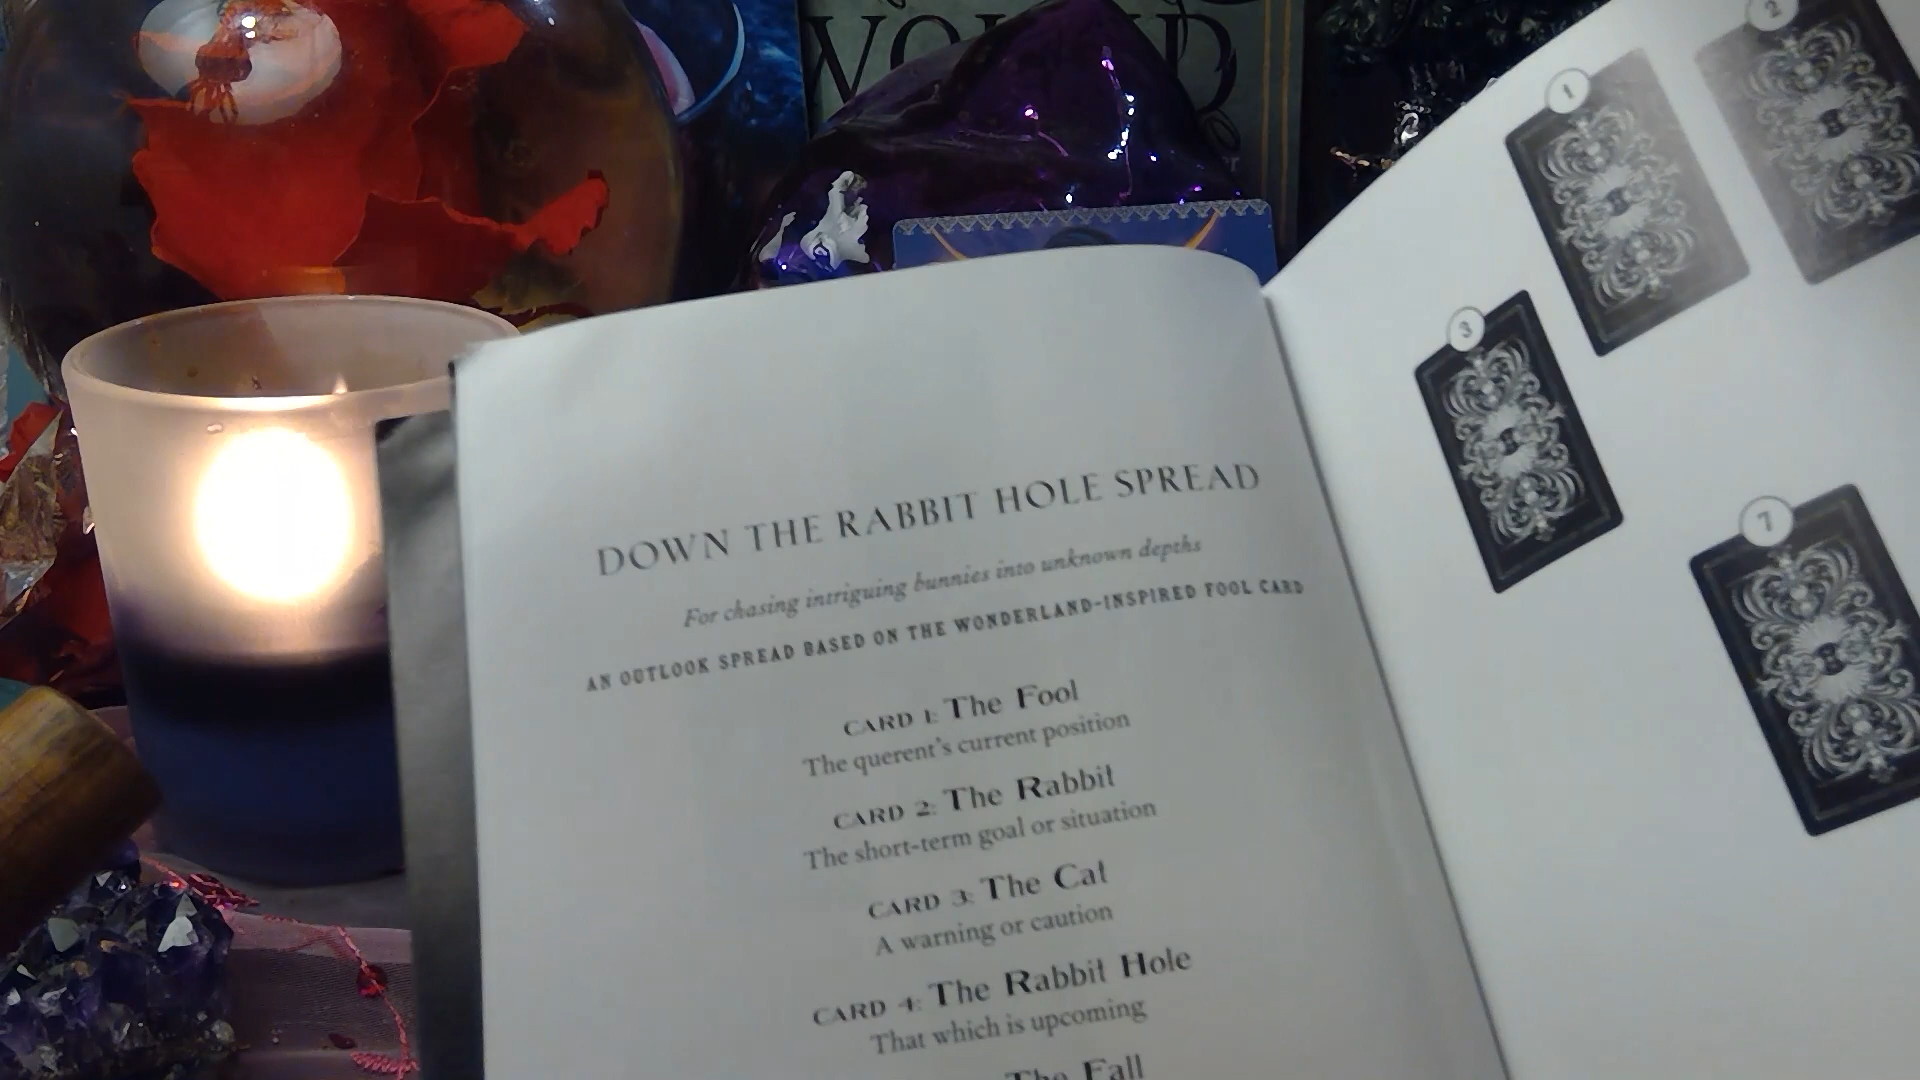 DOWN THE RABBIT HOLE SPREAD
For chasing intriguing bunnies into unknown depths
AN OUTLOOK SPREAD BASED ON THE WONDERLAND-INSPIRED FOOL CARD
CARD 1: The Fool
The querent's current position
CARD 2: The Rabbit
The short-term goal or situation
CARD 3: The Cat
A warning or caution
CARD 4: The Rabbit Hole
That which is upcoming
The Fall
1
2
3
7